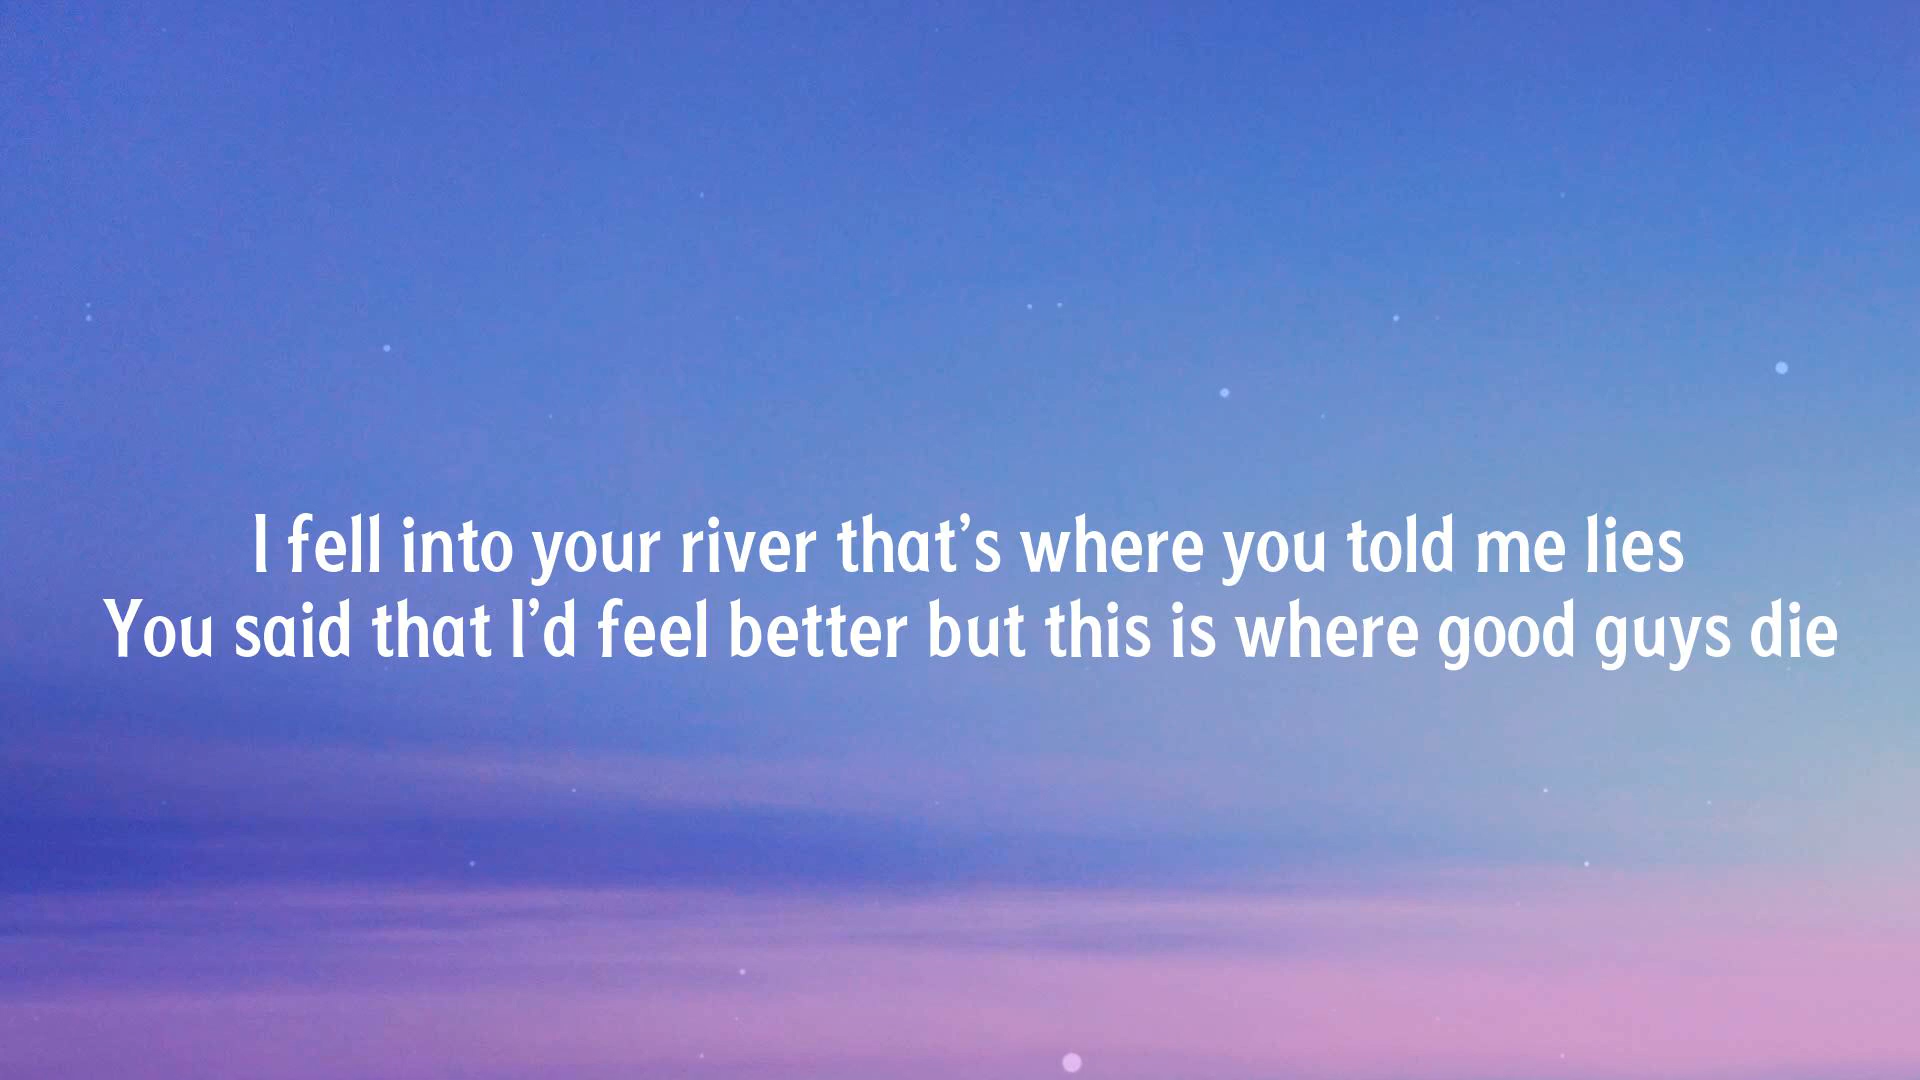 I fell into your river that's where you told me lies
You said that I'd feel better but this is where good guys die